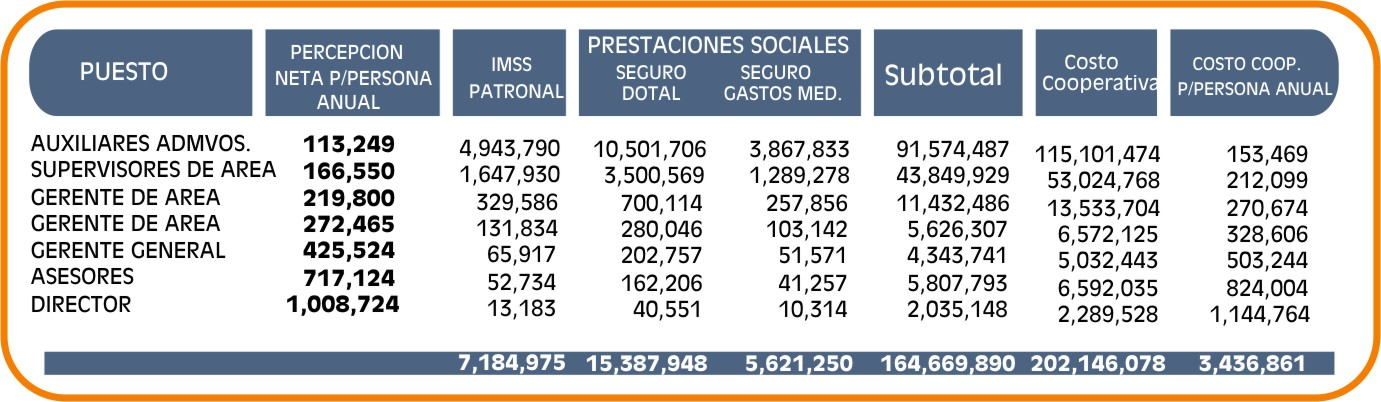 PUESTO PERCEPCION NETA P/PERSONA ANUAL IMSS PATRONAL PRESTACIONES SOCIALES SEGURO DOTAL SEGURO GASTOS MED. Subtotal Costo Cooperativa COSTO COOP. P/PERSONA ANUAL
AUXILIARES ADMVOS. 113,249 4,943,790 10,501,706 3,867,833 91,574,487 115,101,474 153,469
SUPERVISORES DE AREA 166,550 1,647,930 3,500,569 1,289,278 43,849,929 53,024,768 212,099
GERENTE DE AREA 219,800 329,586 700,114 257,856 11,432,486 13,533,704 270,674
GERENTE DE AREA 272,465 131,834 280,046 103,142 5,626,307 6,572,125 328,606
GERENTE GENERAL 425,524 65,917 202,757 51,571 4,343,741 5,032,443 503,244
ASESORES 717,124 52,734 162,206 41,257 5,807,793 6,592,035 824,004
DIRECTOR 1,008,724 13,183 40,551 10,314 2,035,148 2,289,528 1,144,764
7,184,975 15,387,948 5,621,250 164,669,890 202,146,078 3,436,861